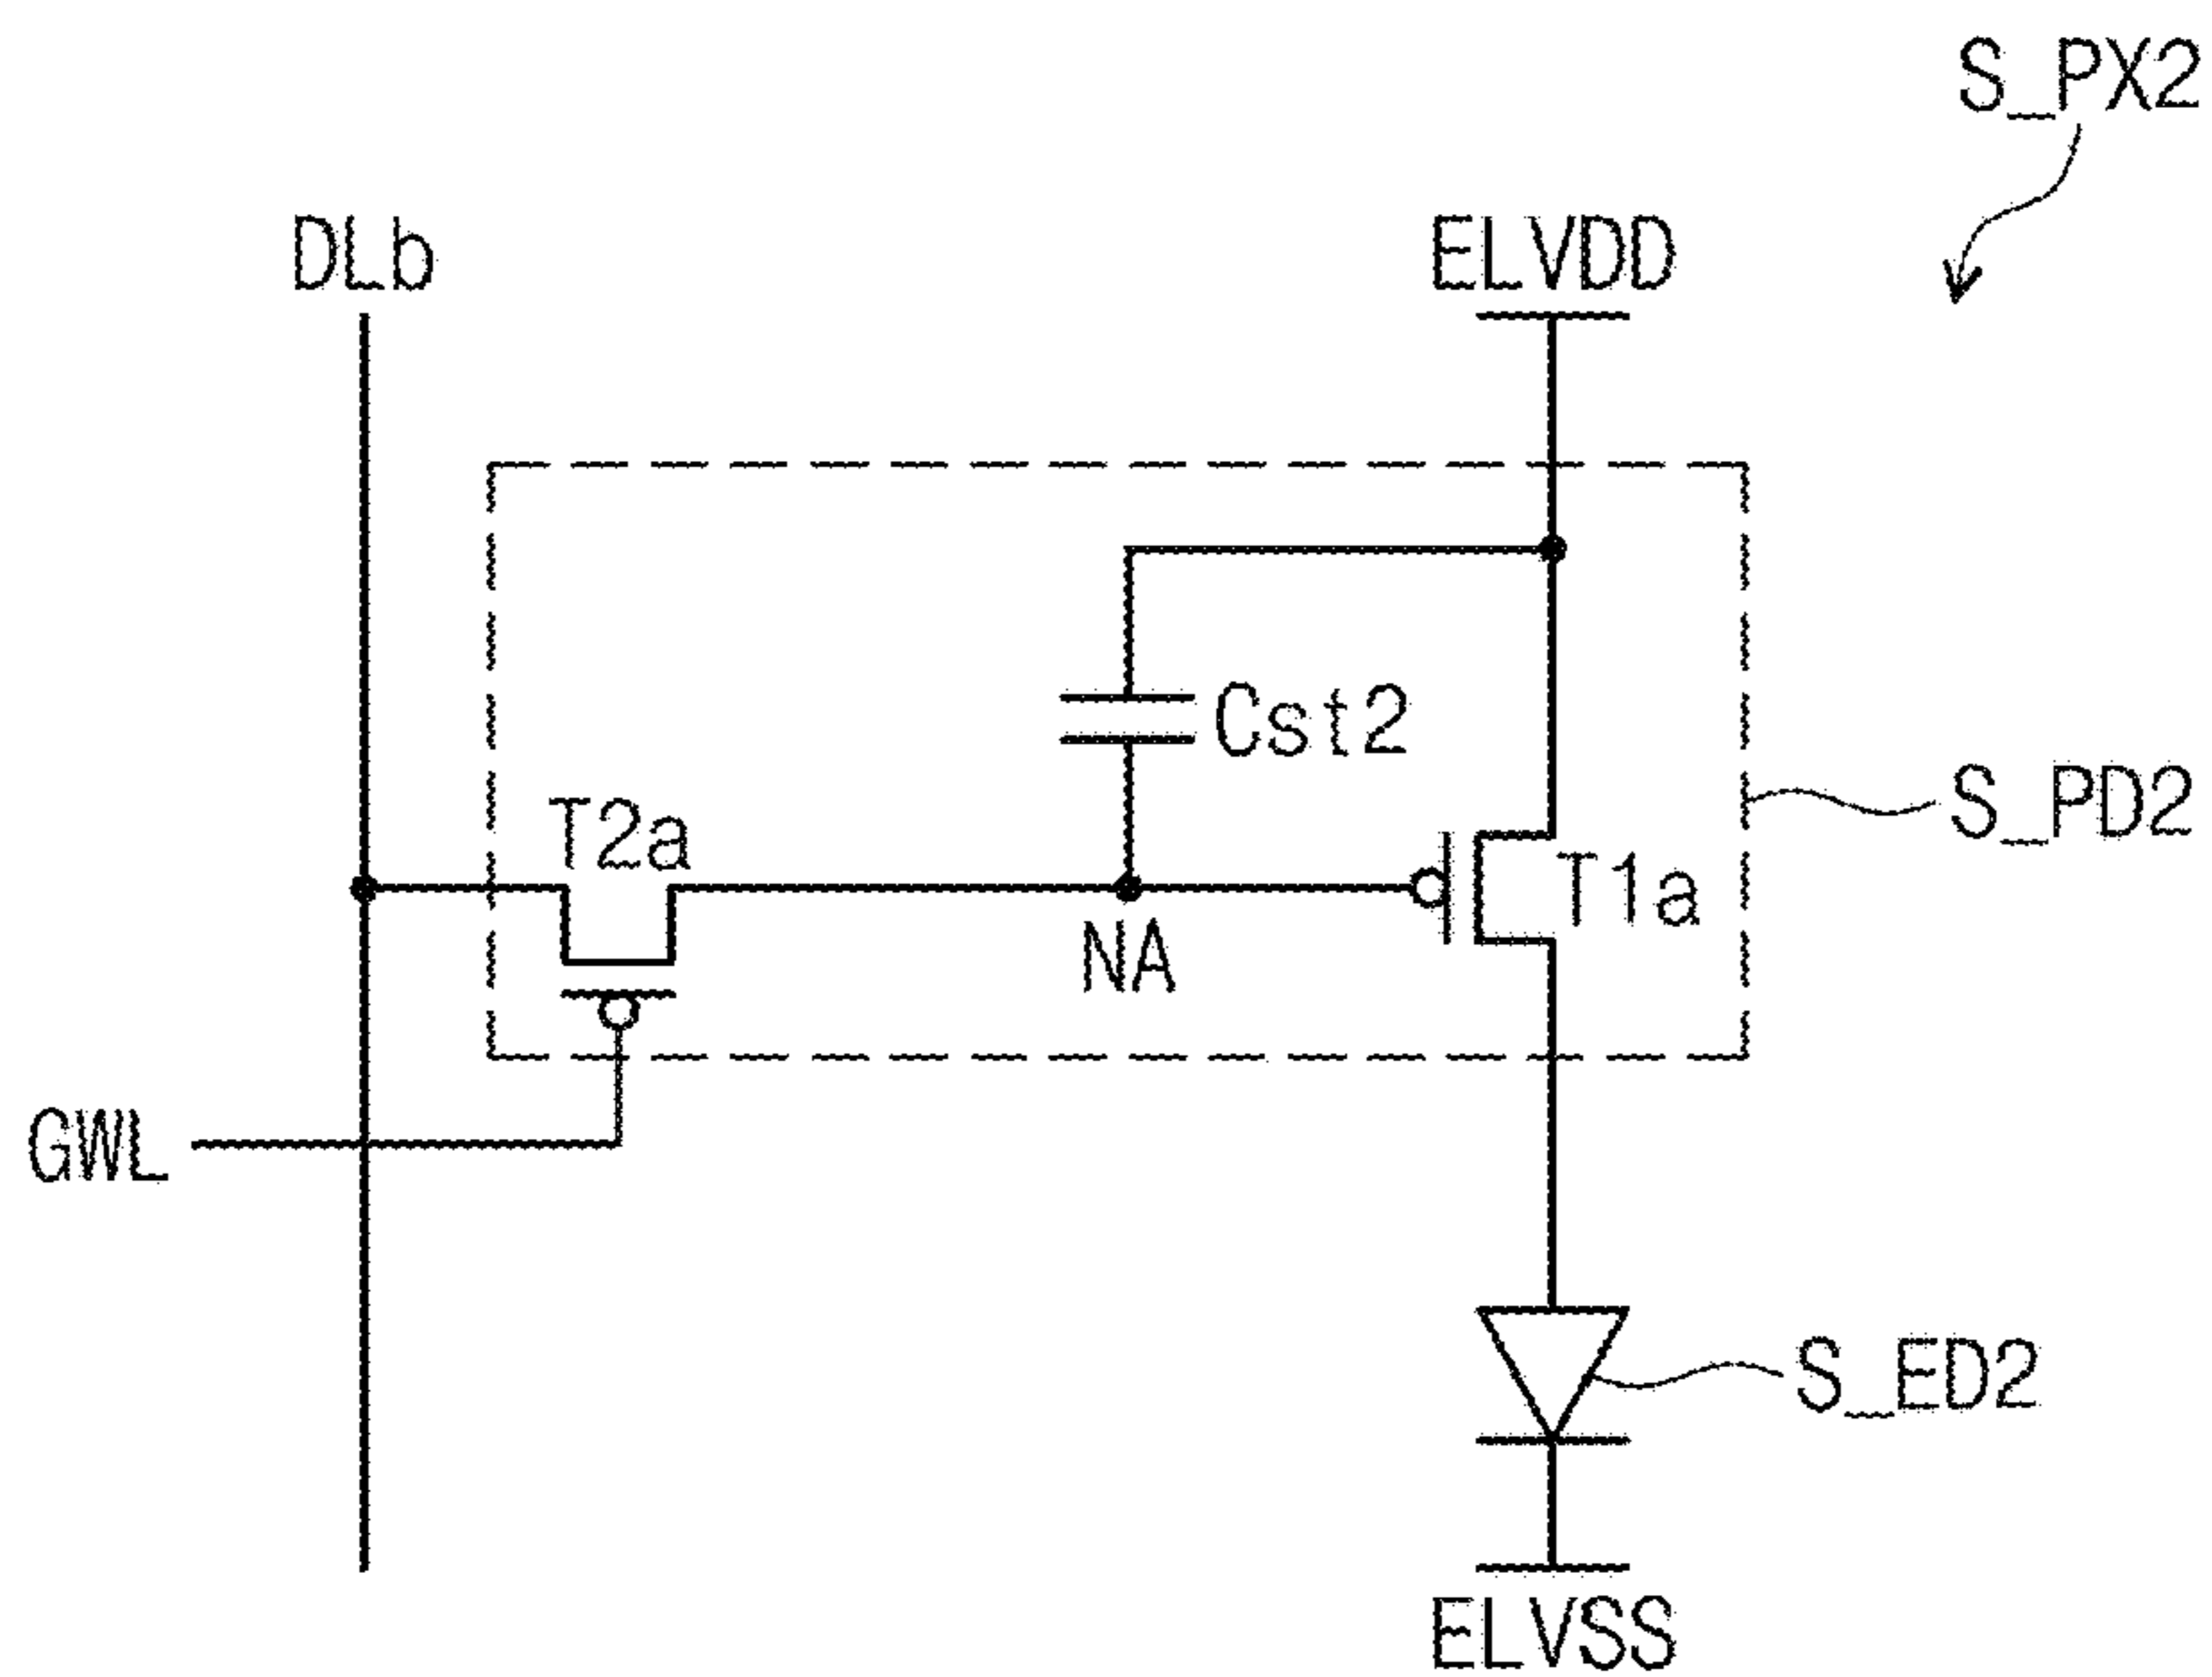 S_PX2
DLb
ELVDD
Cst2
S_PD2
T2a
T1a
NA
GWL
S_ED2
ELVSS